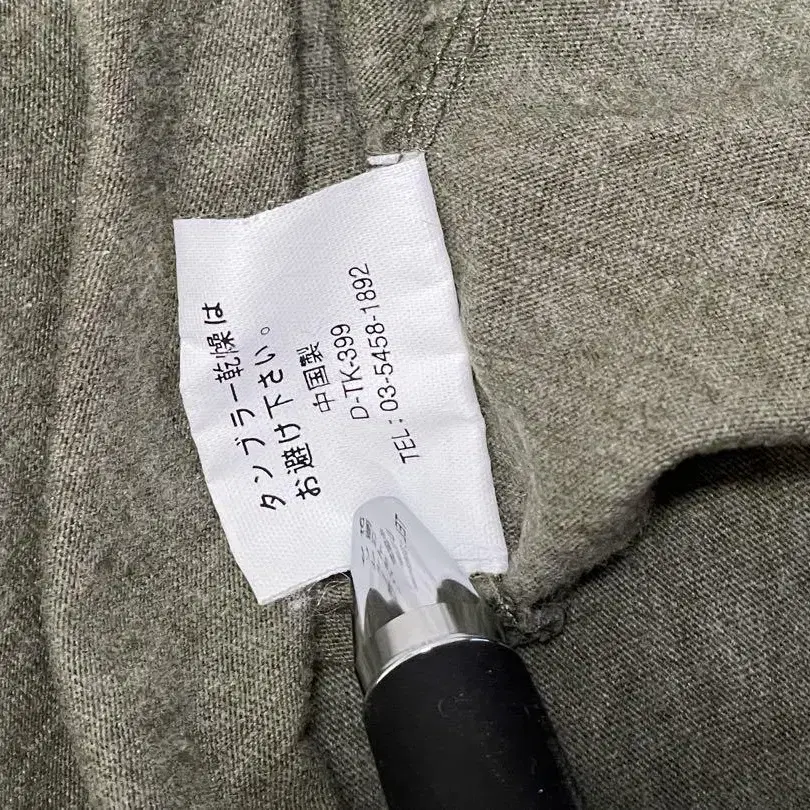 タンブラー乾燥は
お避け下さい。
中国製
D-TK-399
TEL: 03-5458-1892